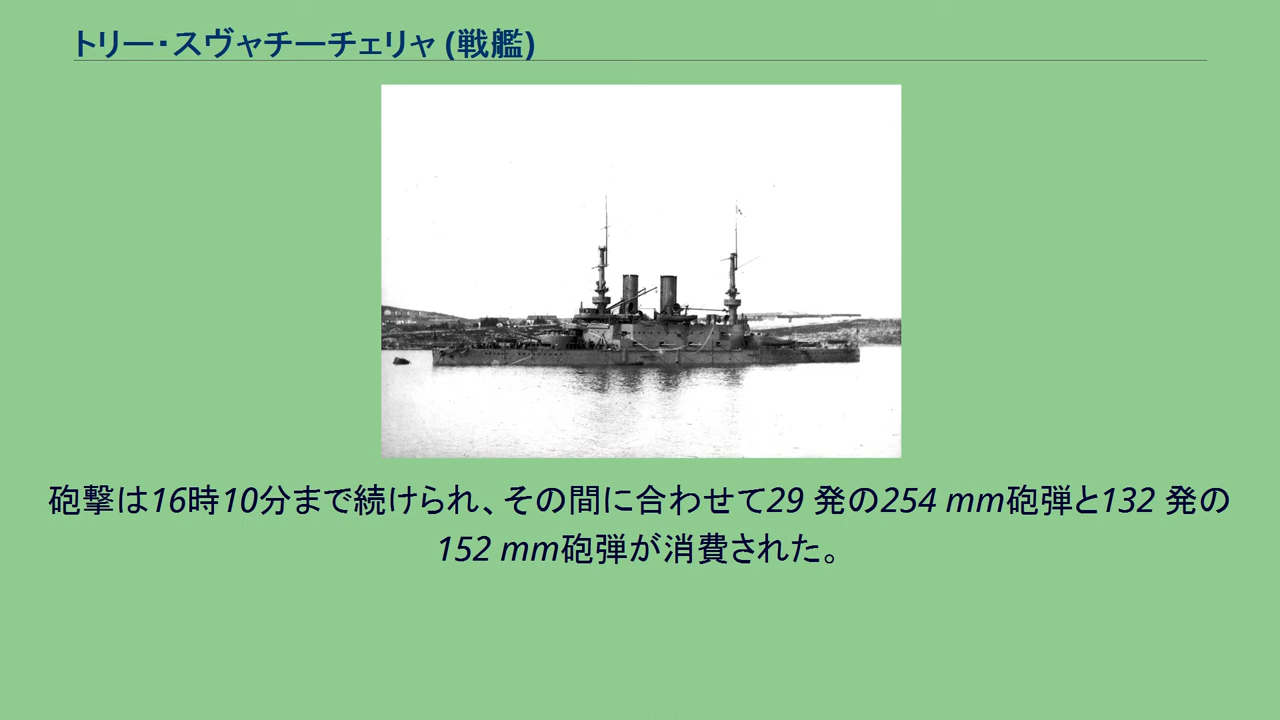 トリー・スヴャチーチェリャ (戦艦)
砲撃は16時10分まで続けられ、その間に合わせて29 発の254 mm砲弾と132 発の
152 mm砲弾が消費された。